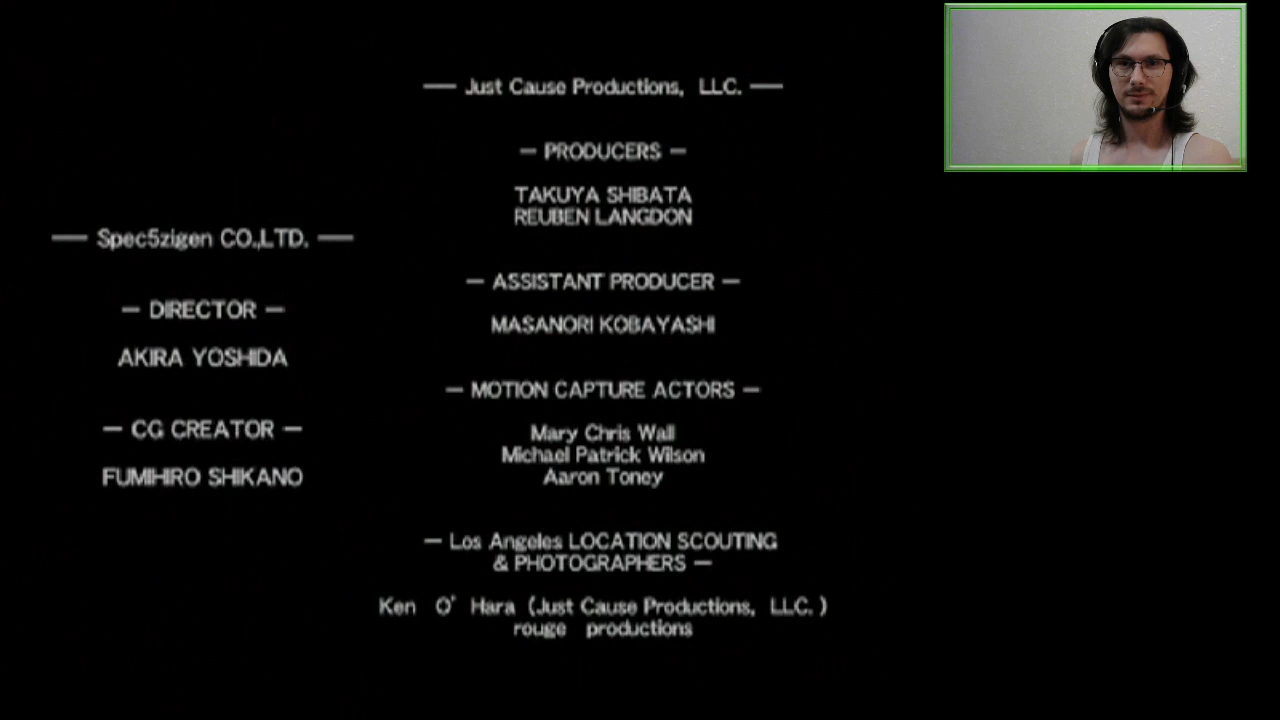 — Spec5zigen CO.,LTD. —
— DIRECTOR —
AKIRA YOSHIDA
— CG CREATOR —
FUMIHIRO SHIKANO
— Just Cause Productions, LLC. —
— PRODUCERS —
TAKUYA SHIBATA
REUBEN LANGDON
— ASSISTANT PRODUCER —
MASANORI KOBAYASHI
— MOTION CAPTURE ACTORS —
Mary Chris Wall
Michael Patrick Wilson
Aaron Toney
— Los Angeles LOCATION SCOUTING
& PHOTOGRAPHERS —
Ken O' Hara (Just Cause Productions, LLC. )
rouge productions